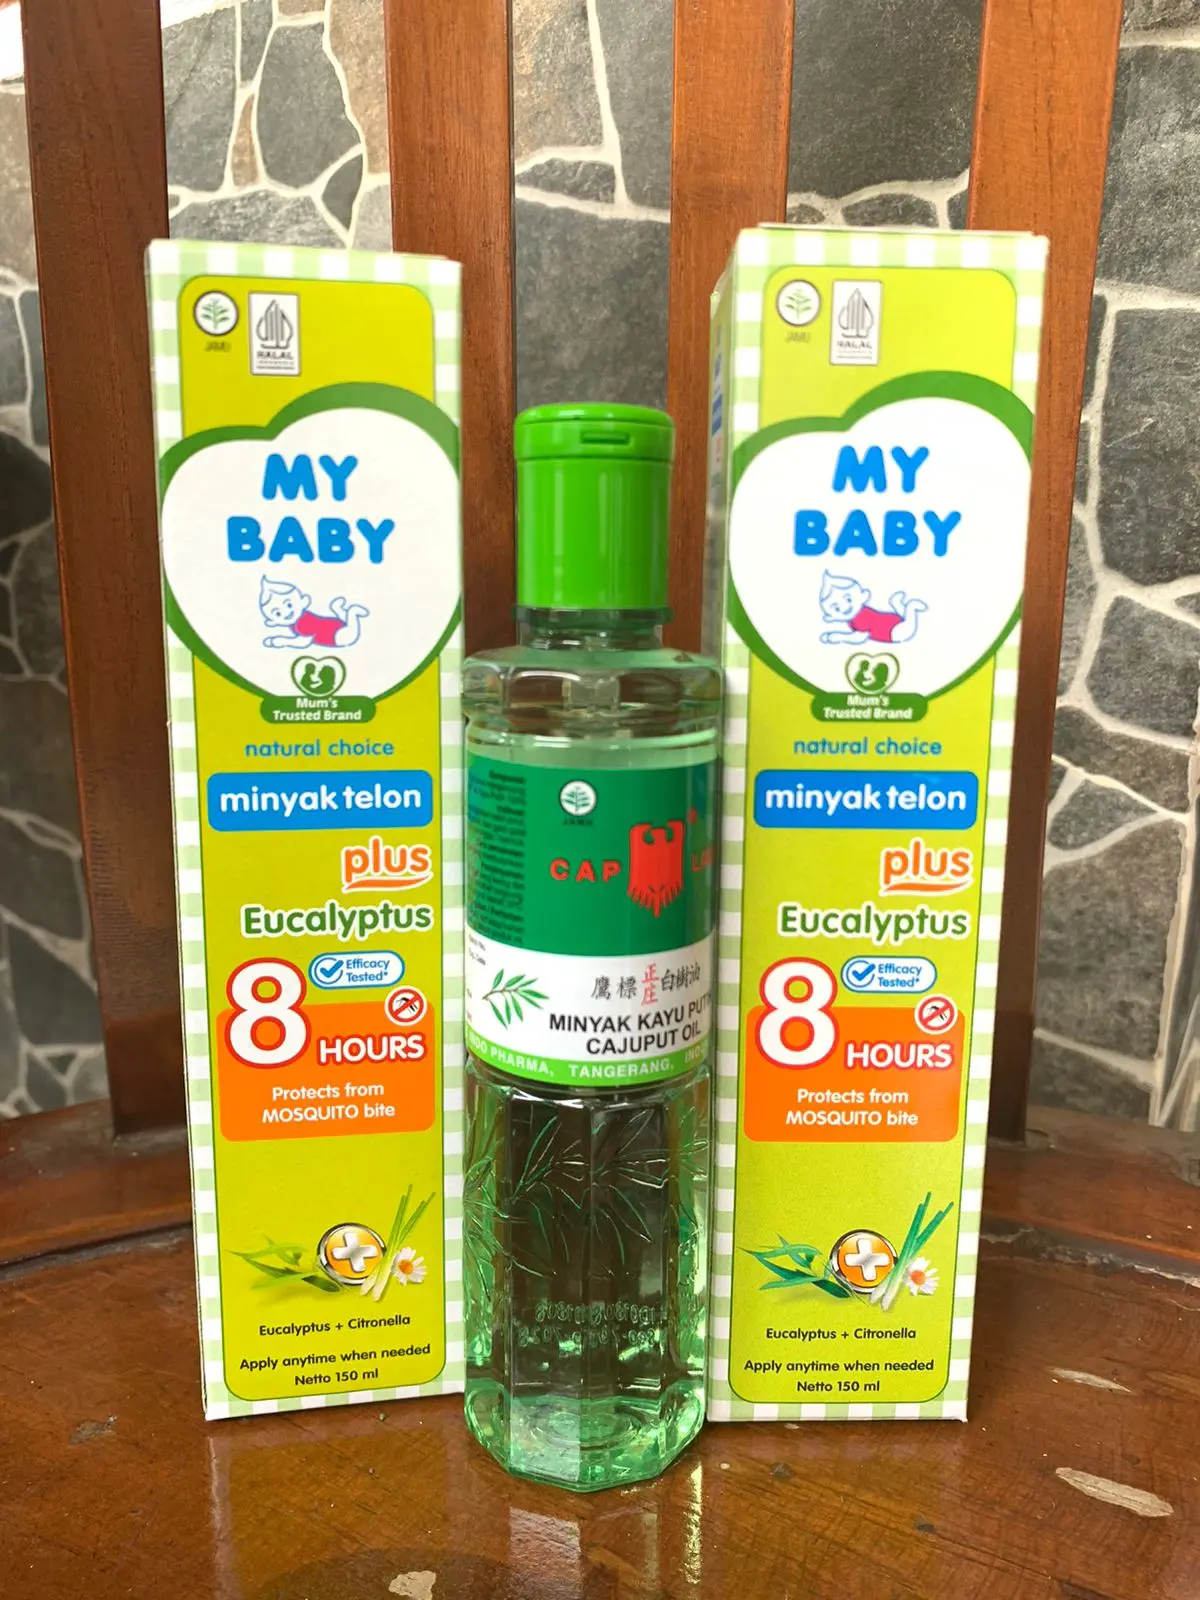 JAMU
HALAL
MY
BABY
Mum's
Trusted Brand
natural choice
minyak telon
plus
Eucalyptus
8
HOURS
Efficacy
Tested*
Protects from
MOSQUITO bite
Eucalyptus + Citronella
Apply anytime when needed
Netto 150 ml
JAMU
CAP
鷹標正庄白樹油
MINYAK KAYU
CAJUPUT OIL
PHARMA, TANGERANG,
JAMU
HALAL
MY
BABY
Mum's
Trusted Brand
natural choice
minyak telon
plus
Eucalyptus
8
HOURS
Efficacy
Tested*
Protects from
MOSQUITO bite
Eucalyptus + Citronella
Apply anytime when needed
Netto 150 ml